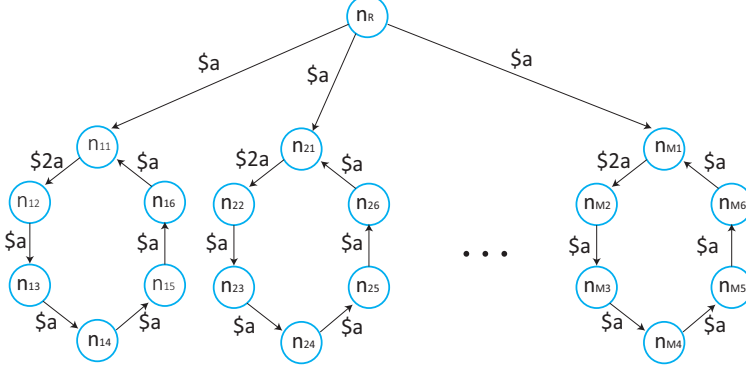 nR
$a $a $a
n11 n21 nM1
$2a $a $2a $a $2a $a
n12 n16 n22 n26 nM2 nM6
$a $a $a $a $a $a
n13 n15 n23 n25 nM3 nM5
$a $a $a $a $a $a
n14 n24 nM4
...